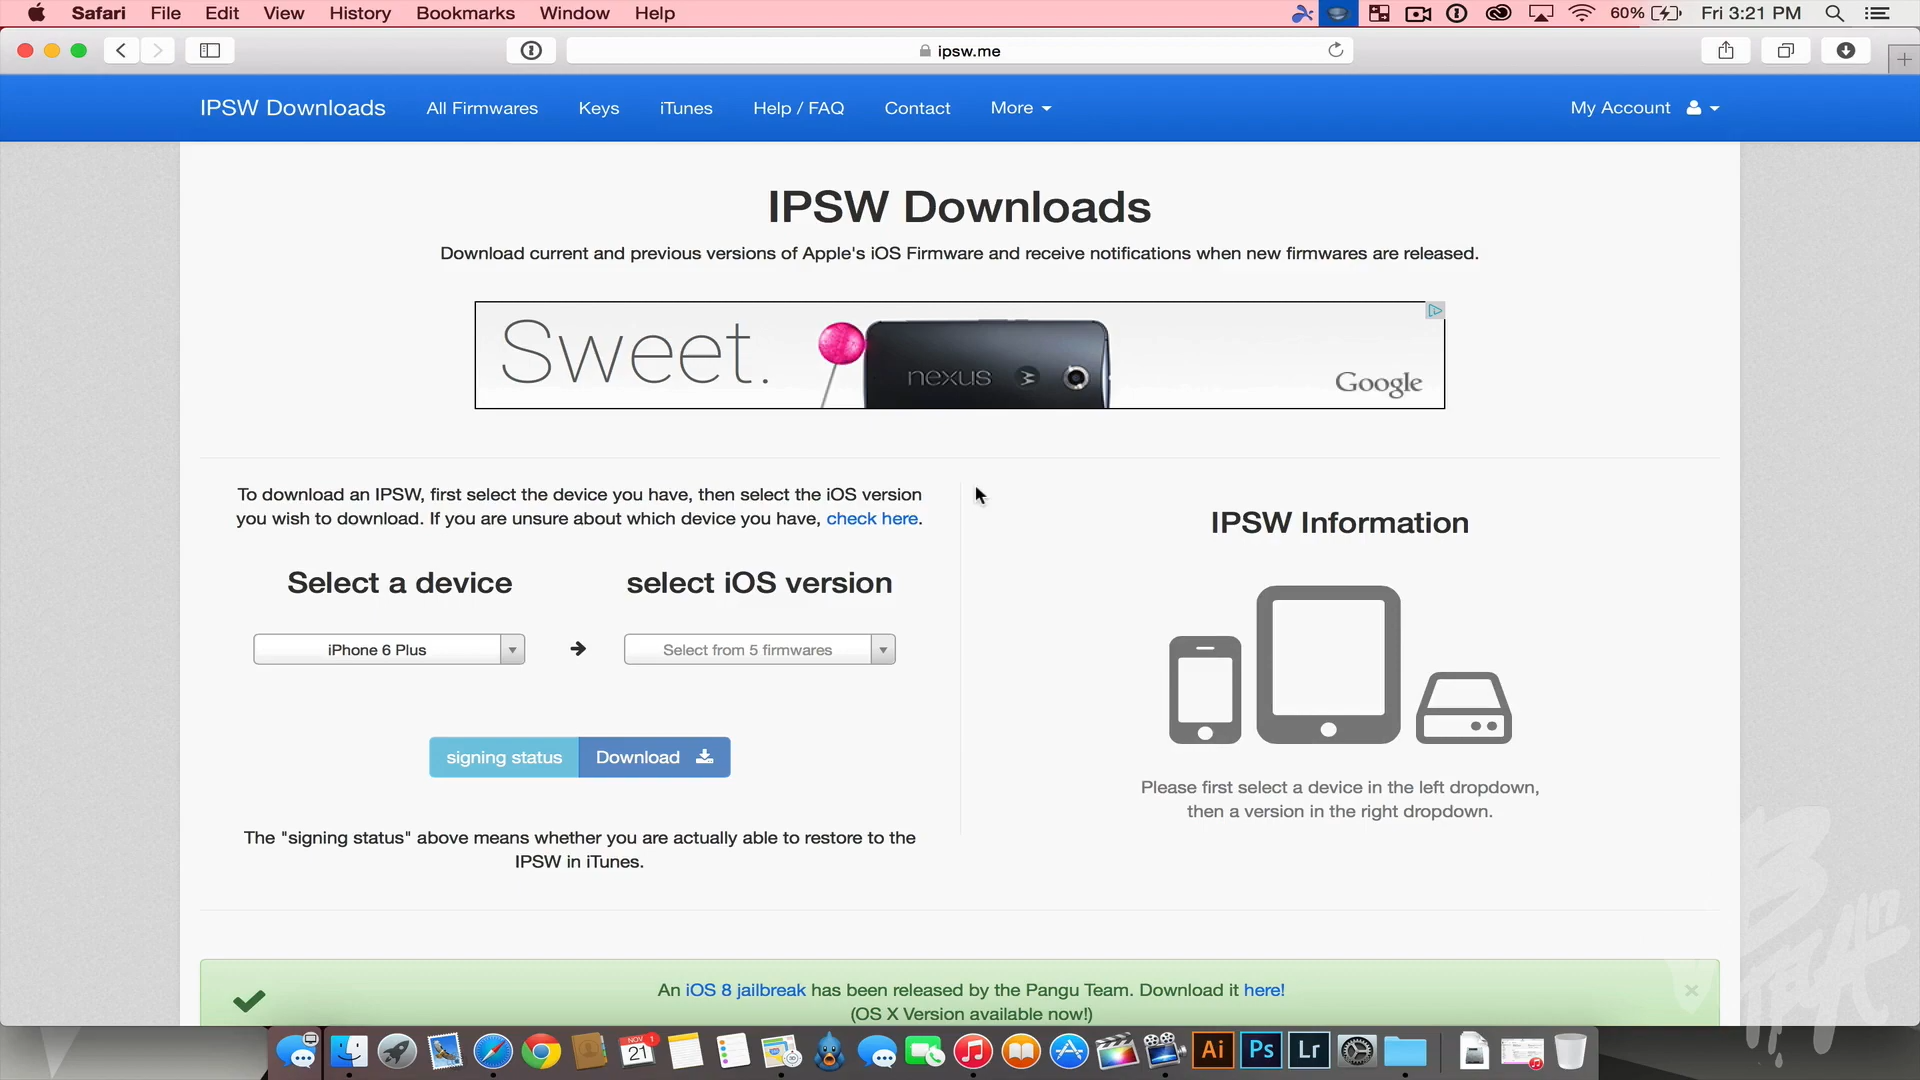 Safari File Edit View History Bookmarks Window Help 60% Fri 3:21 PM
ipsw.me
IPSW Downloads All Firmwares Keys iTunes Help / FAQ Contact More My Account
IPSW Downloads
Download current and previous versions of Apple's iOS Firmware and receive notifications when new firmwares are released.
Sweet.
nexus
Google
To download an IPSW, first select the device you have, then select the iOS version
you wish to download. If you are unsure about which device you have, check here.
Select a device
select iOS version
iPhone 6 Plus
Select from 5 firmwares
signing status Download
The "signing status" above means whether you are actually able to restore to the
IPSW in iTunes.
IPSW Information
Please first select a device in the left dropdown,
then a version in the right dropdown.
An iOS 8 jailbreak has been released by the Pangu Team. Download it here!
(OS X Version available now!)
×
NOV 1
21
Ai Ps Lr